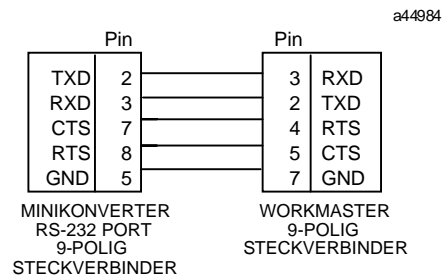 a44984
Pin Pin
TXD 2 3 RXD
RXD 3 2 TXD
CTS 7 4 RTS
RTS 8 5 CTS
GND 5 7 GND
MINIKONVERTER WORKMASTER
RS-232 PORT 9-POLIG
9-POLIG STECKVERBINDER
STECKVERBINDER